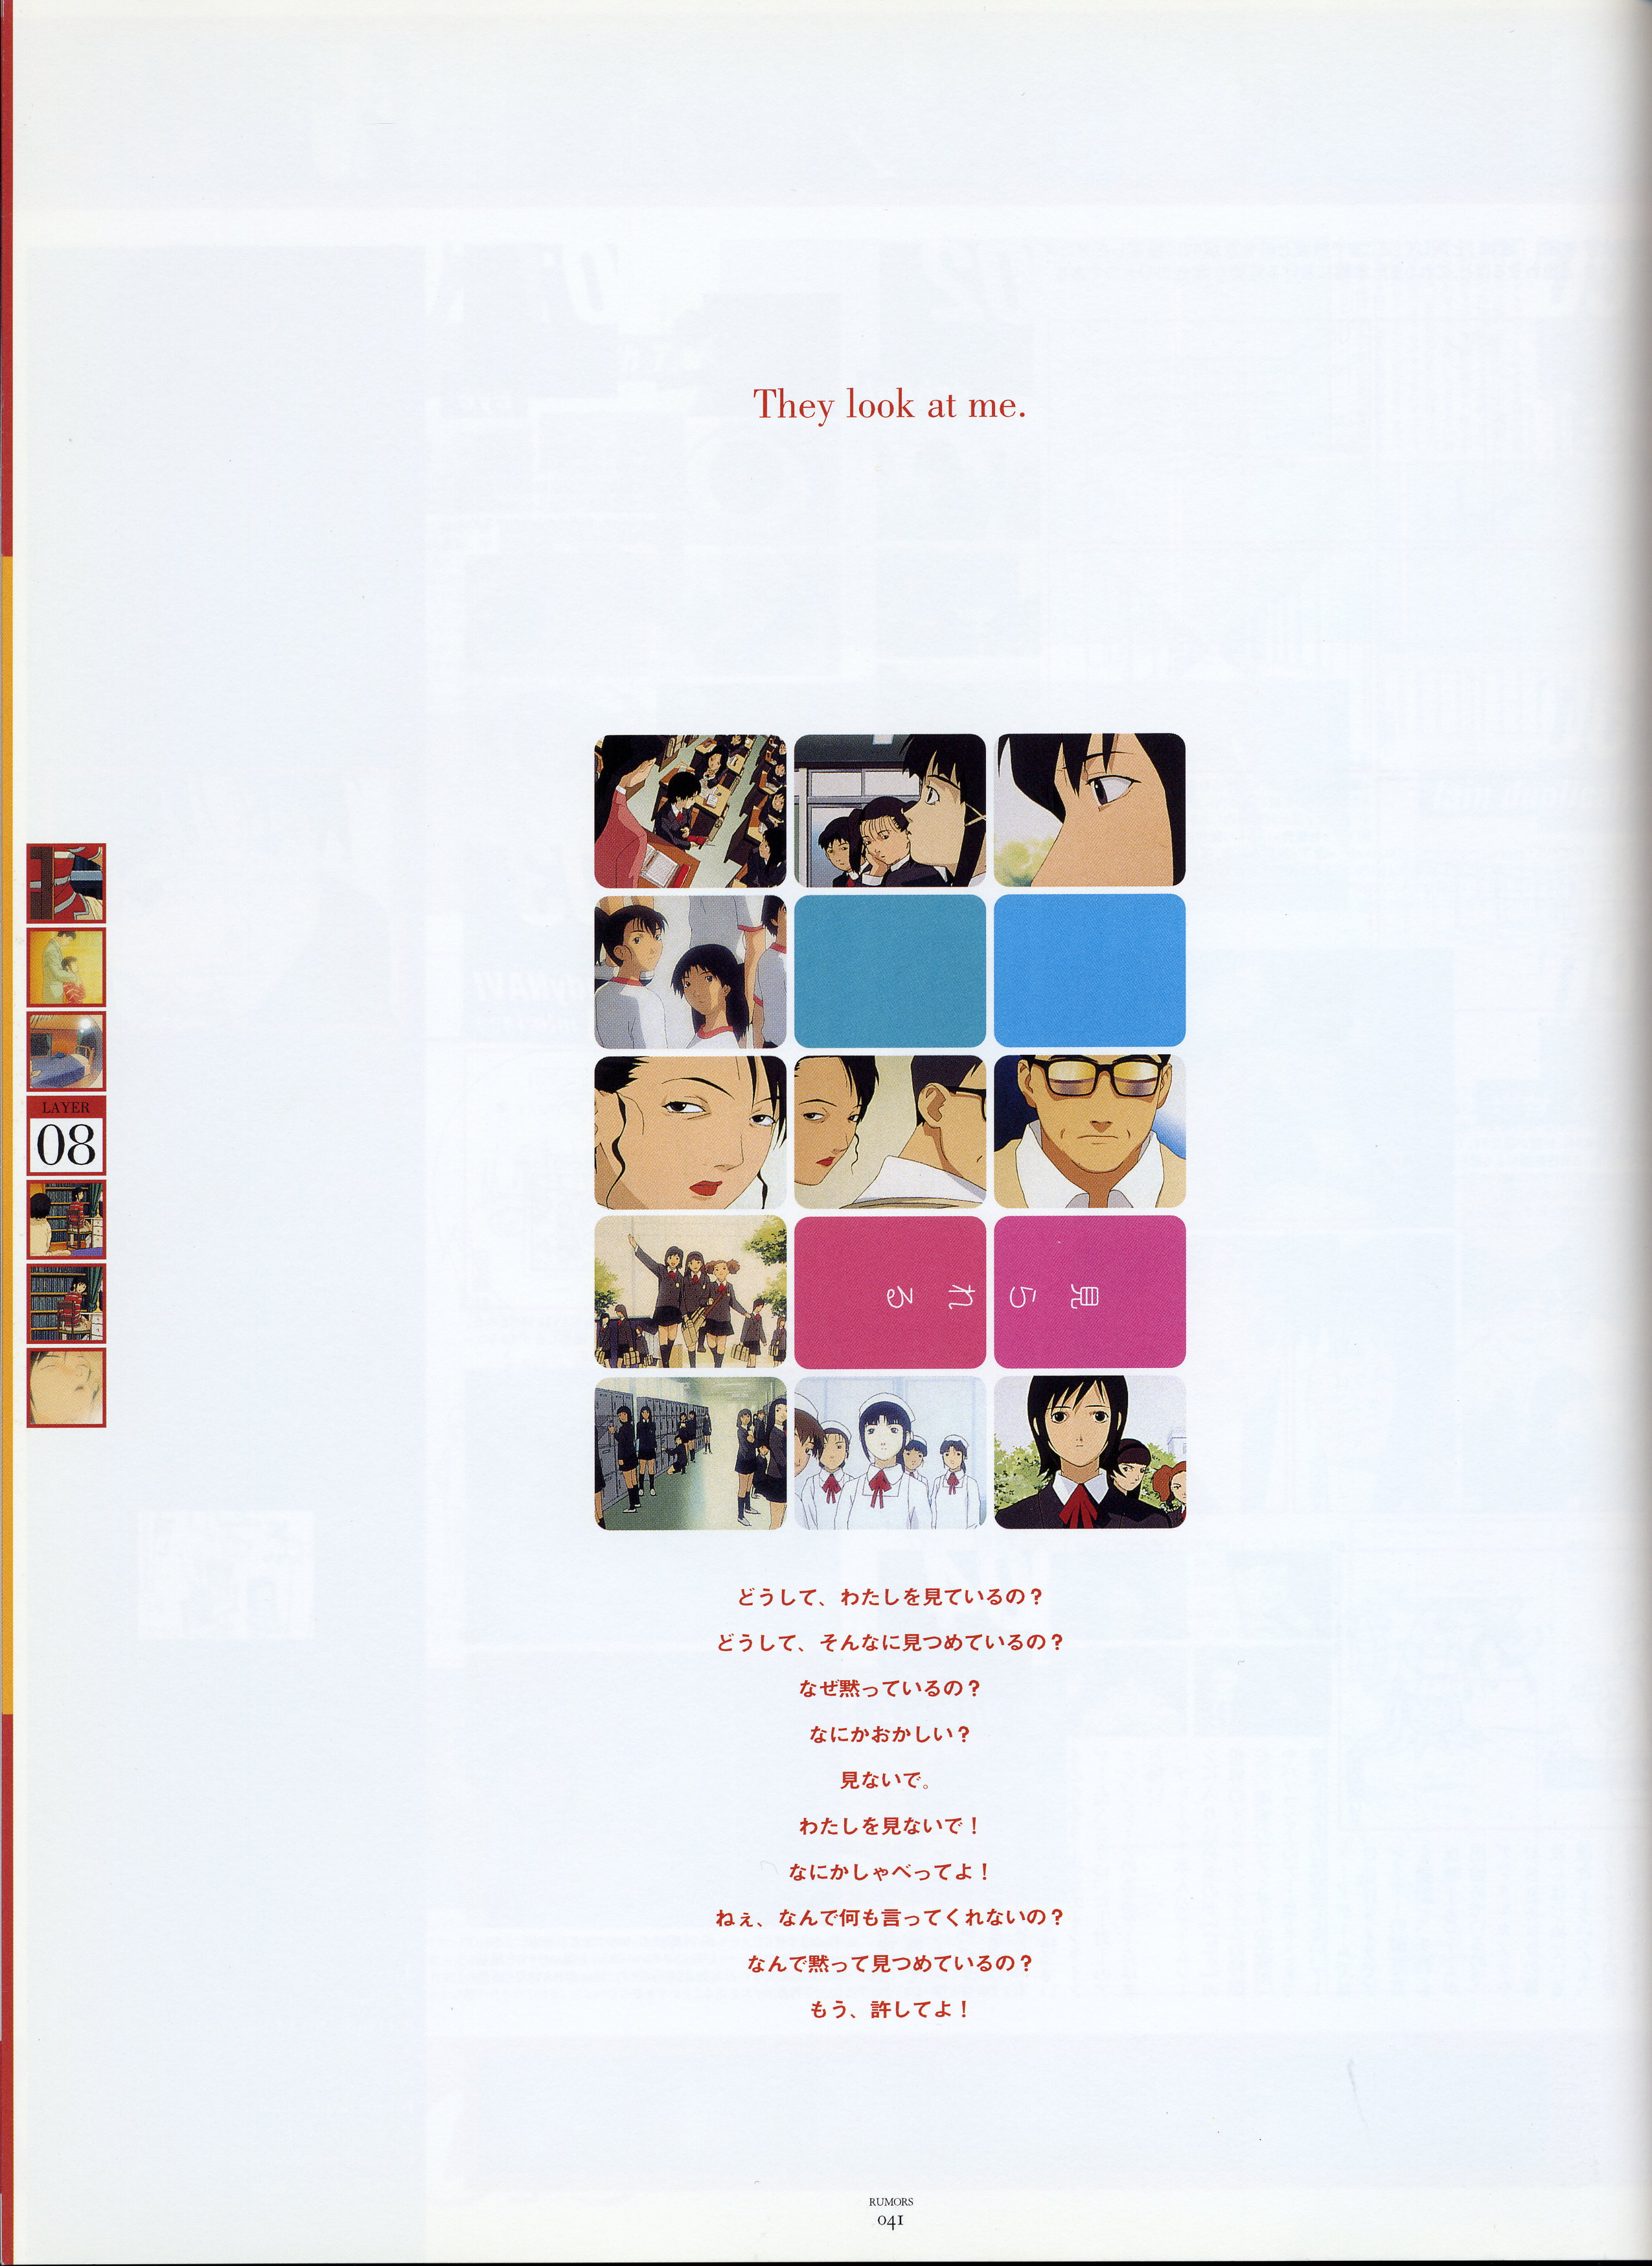 They look at me.
LAYER
08
見られる
どうして、わたしを見ているの？
どうして、そんなに見つめているの？
なぜ黙っているの？
なにかおかしい？
見ないで。
わたしを見ないで！
なにかしゃべってよ！
ねぇ、なんで何も言ってくれないの？
なんで黙って見つめているの？
もう、許してよ！
RUMORS
041